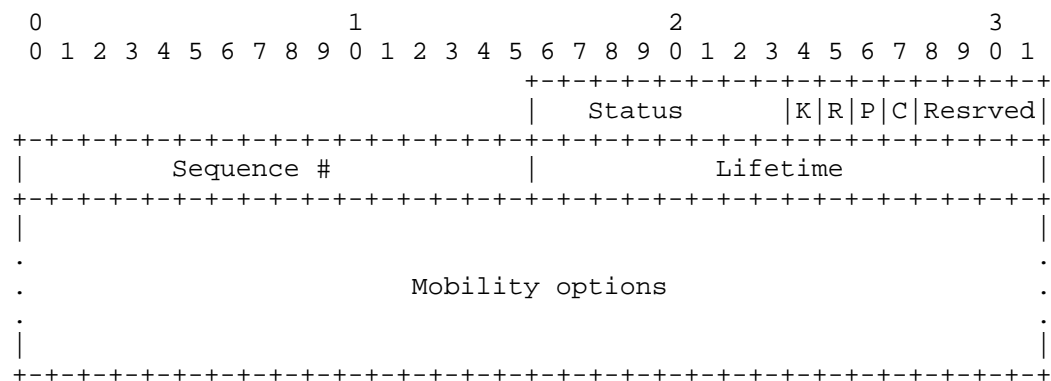 0                   1                   2                   3
 0 1 2 3 4 5 6 7 8 9 0 1 2 3 4 5 6 7 8 9 0 1 2 3 4 5 6 7 8 9 0 1
                                +-+-+-+-+-+-+-+-+-+-+-+-+-+-+-+-+
                                |   Status      |K|R|P|C|Resrved|
+-+-+-+-+-+-+-+-+-+-+-+-+-+-+-+-+-+-+-+-+-+-+-+-+-+-+-+-+-+-+-+-+
|         Sequence #            |           Lifetime            |
+-+-+-+-+-+-+-+-+-+-+-+-+-+-+-+-+-+-+-+-+-+-+-+-+-+-+-+-+-+-+-+-+
|                                                               |
.                                                               .
.                        Mobility options                       .
.                                                               .
|                                                               |
+-+-+-+-+-+-+-+-+-+-+-+-+-+-+-+-+-+-+-+-+-+-+-+-+-+-+-+-+-+-+-+-+